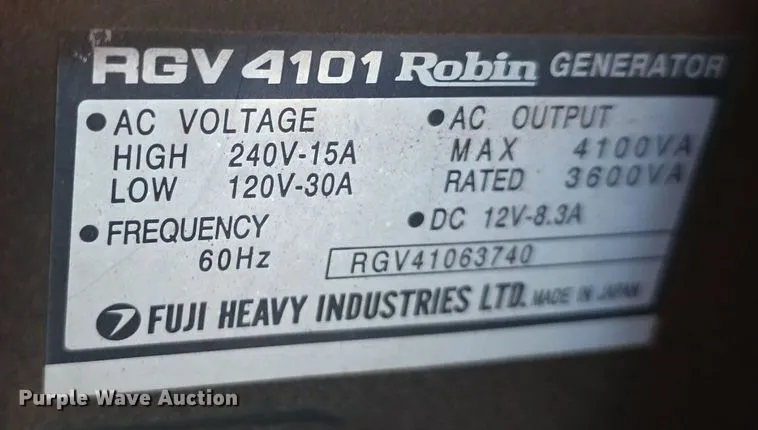 RGV 4101 Robin GENERATOR
● AC VOLTAGE
HIGH 240V-15A
LOW 120V-30A
● FREQUENCY
60Hz
● AC OUTPUT
MAX 4100VA
RATED 3600VA
● DC 12V-8.3A
RGV41063740
FUJI HEAVY INDUSTRIES LTD. MADE IN JAPAN
Purple Wave Auction